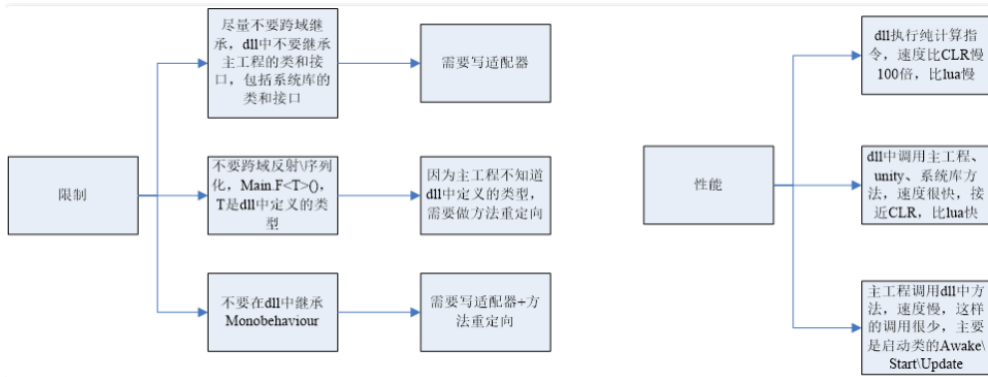 限制
尽量不要跨域继
承，dll中不要继承
主工程的类和接
口，包括系统库的
类和接口
需要写适配器
不要跨域反射\序列
化，Main.F<T>()，
T是dll中定义的类
型
因为主工程不知道
dll中定义的类型，
需要做方法重定向
不要在dll中继承
Monobehaviour
需要写适配器+方
法重定向
性能
dll执行纯计算指
令，速度比CLR慢
100倍，比lua慢
dll中调用主工程、
unity、系统库方
法，速度很快，接
近CLR，比lua快
主工程调用dll中方
法，速度慢，这样
的调用很少，主要
是启动类的Awake\
Start\Update